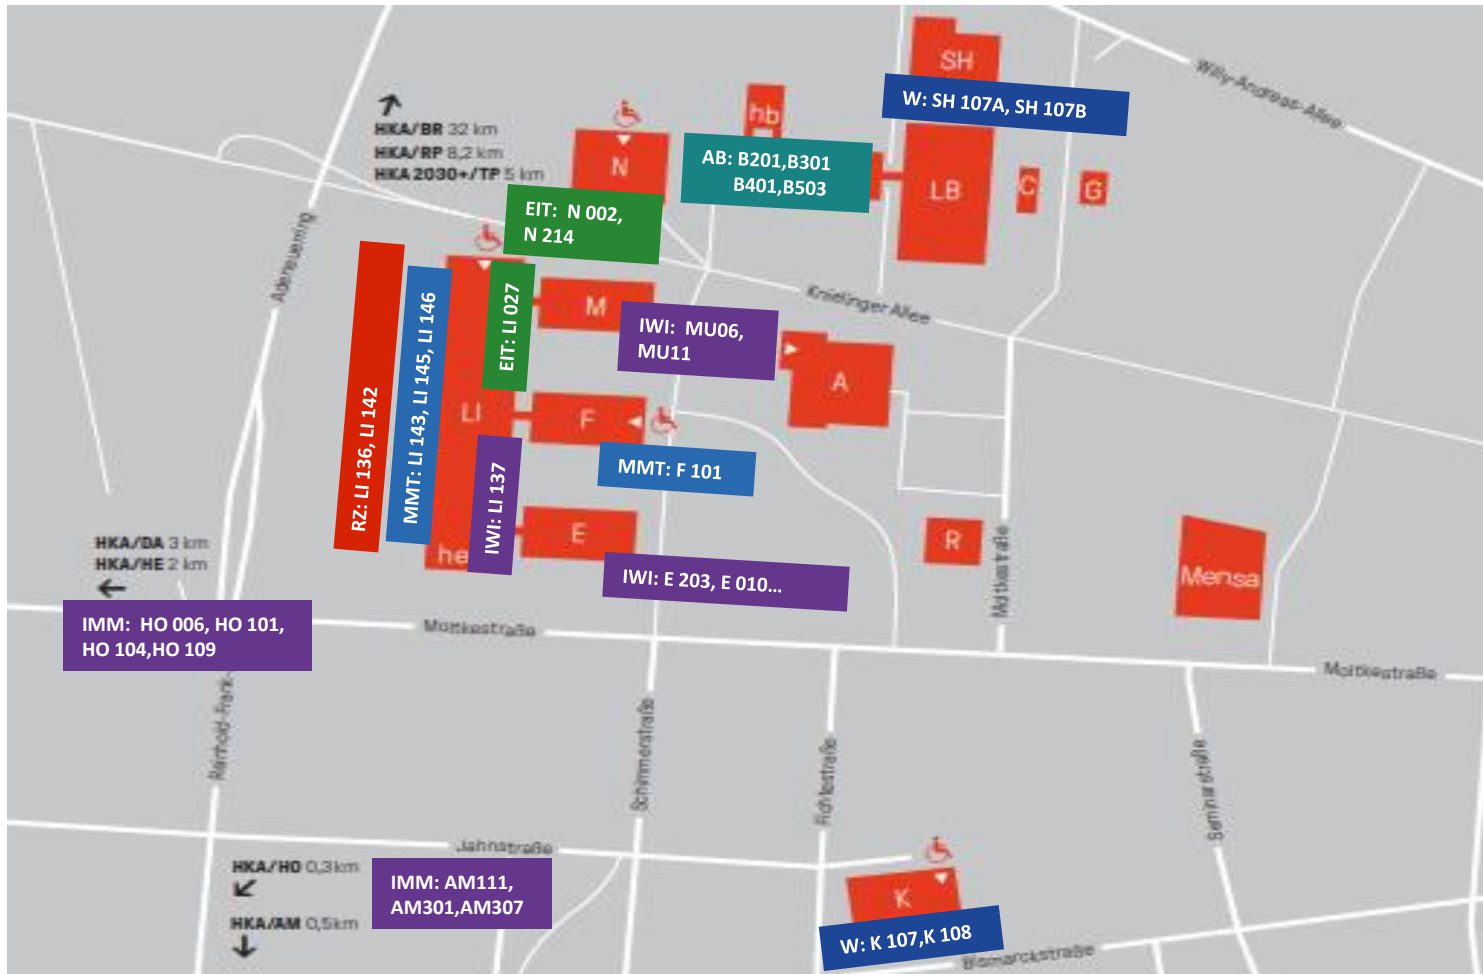 Willy-Andreas-Allee
SH
W: SH 107A, SH 107B
HKA/BR 32 km
HKA/RP 8,2 km
HKA 2030+/TP 5 km
hb
N
AB: B201,B301
B401,B503
LB
C
G
EIT: N 002,
N 214
Adenauerring
RZ: LI 136, LI 142
MMT: LI 143, LI 145, LI 146
EIT: LI 027
M
Knielinger Allee
IWI: MU06,
MU11
A
LI
F
MMT: F 101
IWI: LI 137
E
he
R
Moltkestraße
Mensa
HKA/DA 3 km
HKA/HE 2 km
IWI: E 203, E 010...
IMM: HO 006, HO 101,
HO 104,HO 109
Moltkestraße
Moltkestraße
Reinhold-Frank-
Schirmerstraße
Fichtestraße
Seminarstraße
Jahnstraße
HKA/HO 0,3km
HKA/AM 0,5km
IMM: AM111,
AM301,AM307
K
W: K 107,K 108
Bismarckstraße